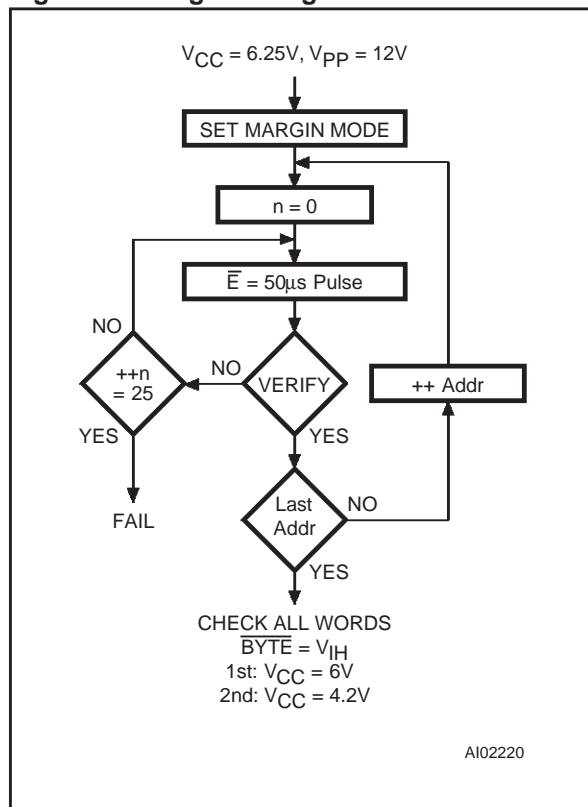 V_CC = 6.25V, V_PP = 12V
SET MARGIN MODE
n = 0
E̅ = 50μs Pulse
NO
++n
= 25
NO
VERIFY
++ Addr
YES
YES
FAIL
Last
Addr
NO
YES
CHECK ALL WORDS
B̅Y̅T̅E̅ = V_IH
1st: V_CC = 6V
2nd: V_CC = 4.2V
AI02220